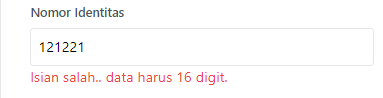 Nomor Identitas
121221
Isian salah.. data harus 16 digit.